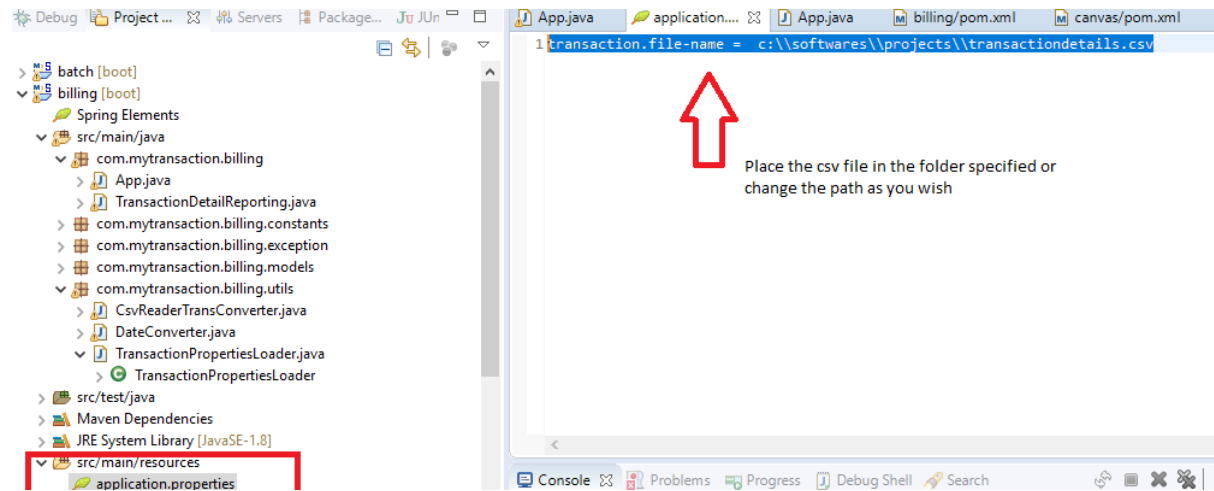 Debug Project ... Servers Package... Ju JUn
batch [boot]
billing [boot]
Spring Elements
src/main/java
com.mytransaction.billing
App.java
TransactionDetailReporting.java
com.mytransaction.billing.constants
com.mytransaction.billing.exception
com.mytransaction.billing.models
com.mytransaction.billing.utils
CsvReaderTransConverter.java
DateConverter.java
TransactionPropertiesLoader.java
TransactionPropertiesLoader
src/test/java
Maven Dependencies
JRE System Library [JavaSE-1.8]
src/main/resources
application.properties
App.java application.... App.java billing/pom.xml canvas/pom.xml
1 transaction.file-name = c:\\softwares\\projects\\transactiondetails.csv
Place the csv file in the folder specified or
change the path as you wish
Console Problems Progress Debug Shell Search